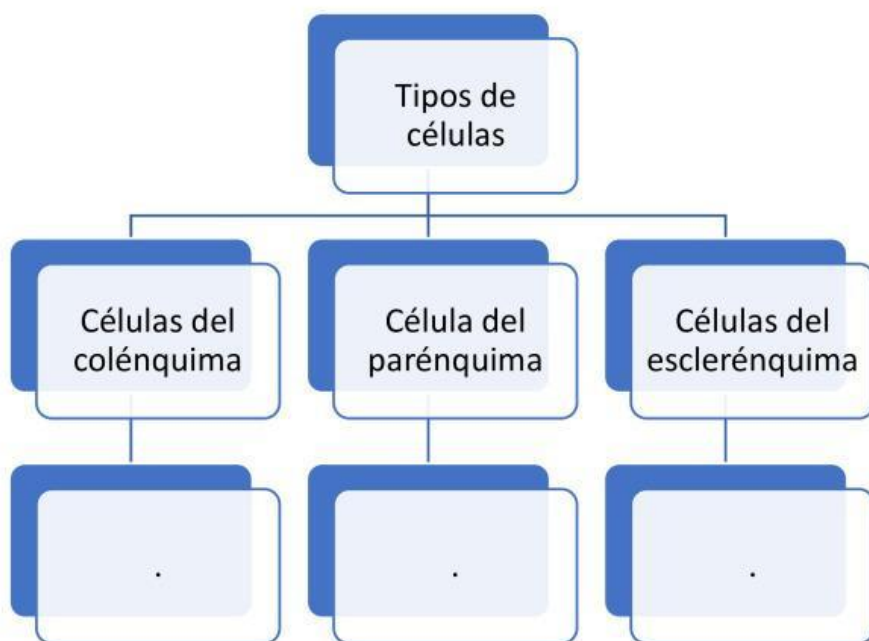 Tipos de
células
Células del
colénquima
Célula del
parénquima
Células del
esclerénquima
.
.
.